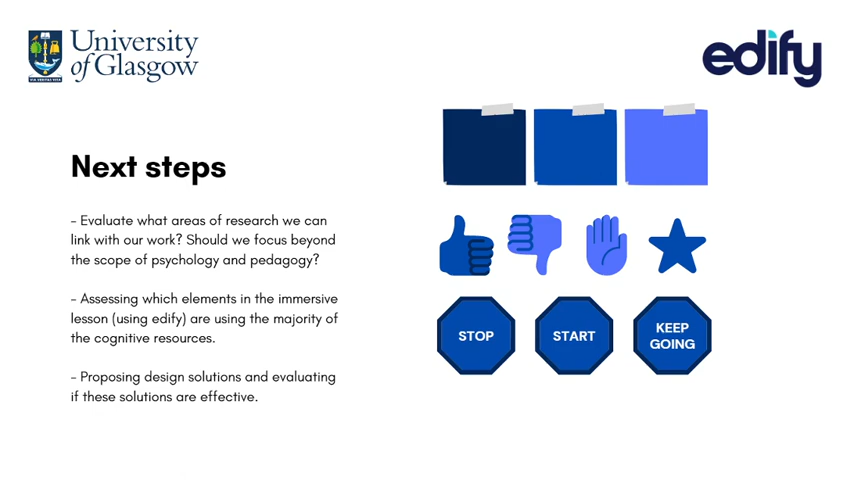 University
of Glasgow
VIA VERITAS VITA
edify
Next steps
- Evaluate what areas of research we can
link with our work? Should we focus beyond
the scope of psychology and pedagogy?
- Assessing which elements in the immersive
lesson (using edify) are using the majority of
the cognitive resources.
- Proposing design solutions and evaluating
if these solutions are effective.
STOP
START
KEEP
GOING